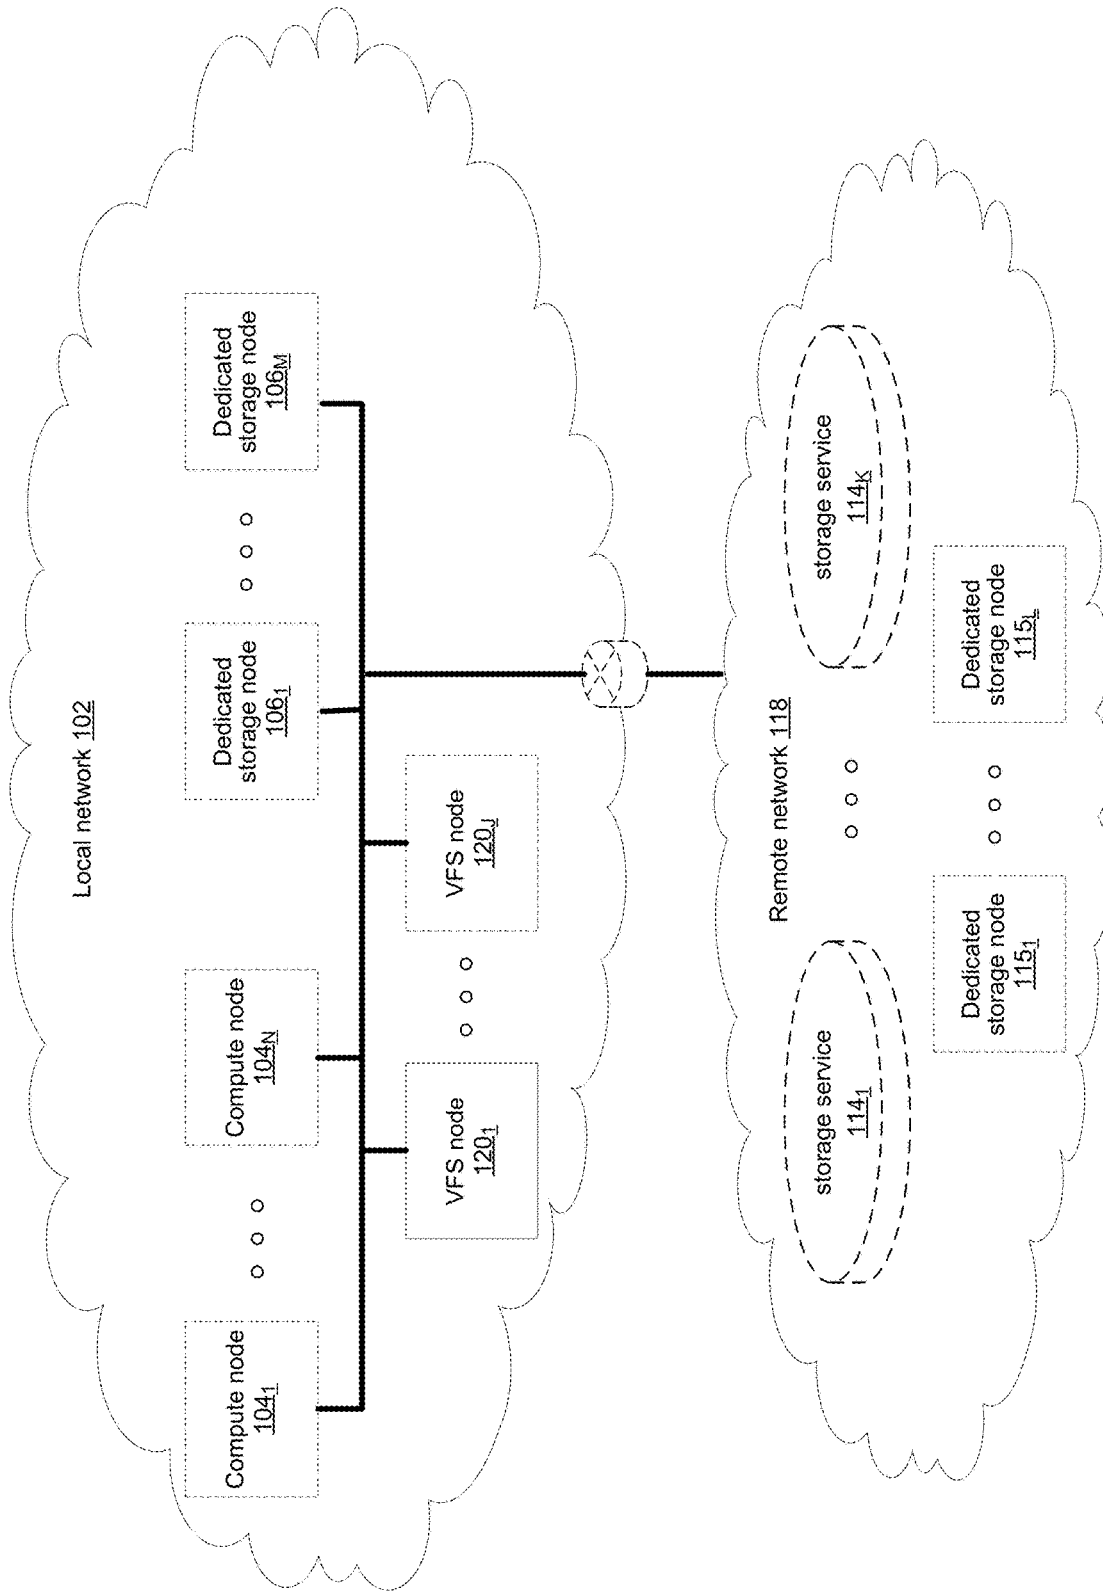 Local network 102
Compute node
104₁
Compute node
104N
Dedicated
storage node
106₁
Dedicated
storage node
106M
VFS node
120₁
VFS node
120J
Remote network 118
storage service
114₁
storage service
114K
Dedicated
storage node
115₁
Dedicated
storage node
115L